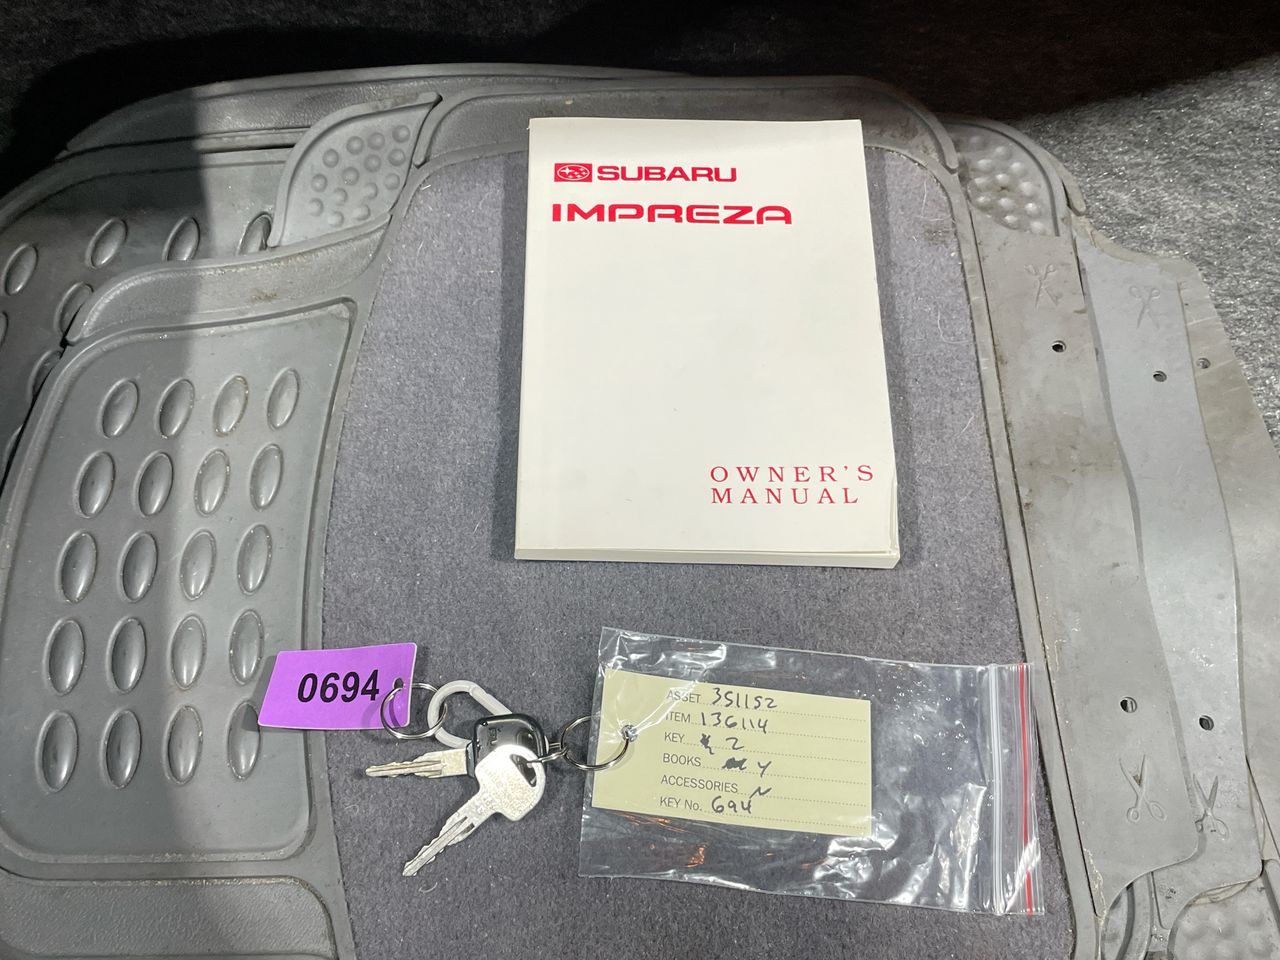 SUBARU
IMPREZA
OWNER'S
MANUAL
0694
ASSET 351152
ITEM 136114
KEY 2
BOOKS Y
ACCESSORIES N
KEY No. 694